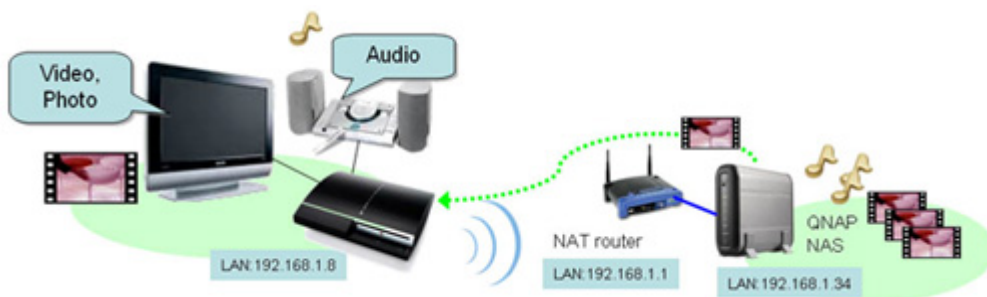 Audio
Video,
Photo
QNAP
NAS
NAT router
LAN:192.168.1.8
LAN:192.168.1.1
LAN:192.168.1.34